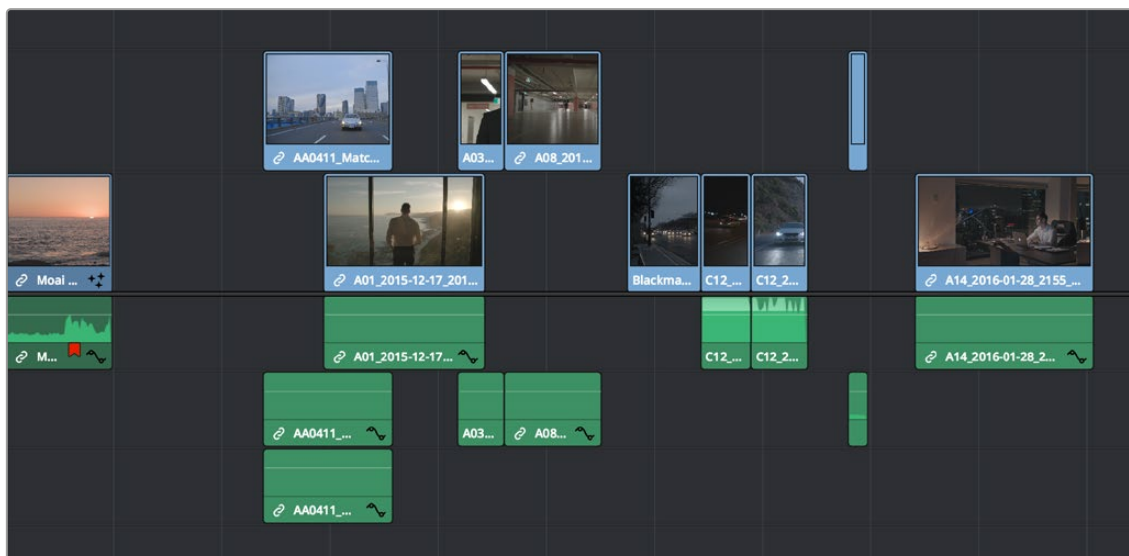 AA0411_Matc...
A03...
A08_201...
Moai ...
A01_2015-12-17_201...
Blackma...
C12_...
C12_2...
A14_2016-01-28_2155_...
M...
A01_2015-12-17...
C12_...
C12_2...
A14_2016-01-28_2...
AA0411_...
A03...
A08...
AA0411_...